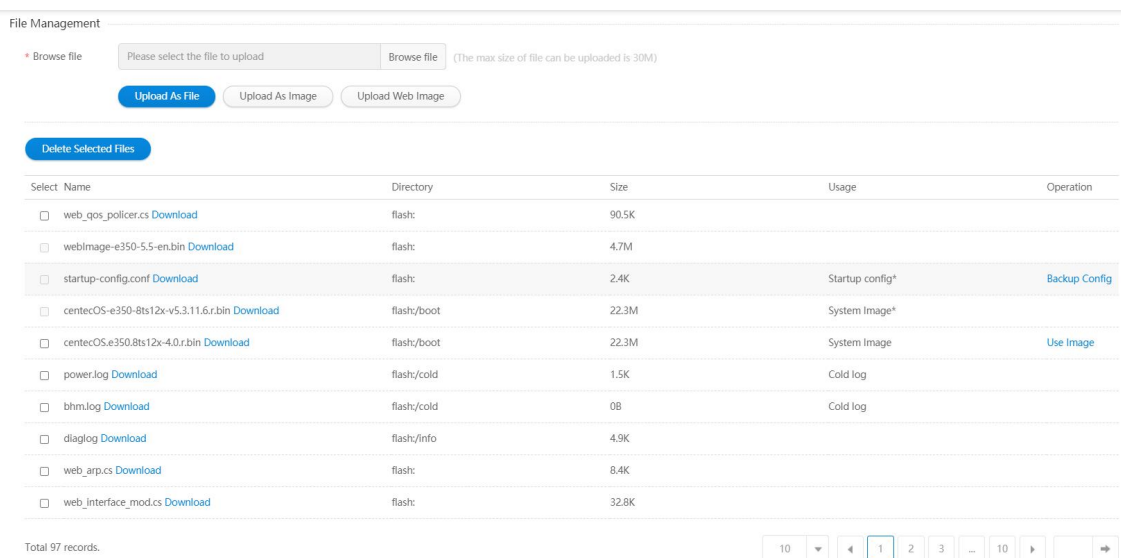 File Management
* Browse file Please select the file to upload Browse file (The max size of file can be uploaded is 30M)
Upload As File Upload As Image Upload Web Image
Delete Selected Files
Select Name Directory Size Usage Operation
web_qos_policer.cs Download flash: 90.5K
webImage-e350-5.5-en.bin Download flash: 4.7M
startup-config.conf Download flash: 2.4K Startup config* Backup Config
centecOS-e350-8ts12x-v5.3.11.6.r.bin Download flash:/boot 22.3M System Image*
centecOS.e350.8ts12x-4.0.r.bin Download flash:/boot 22.3M System Image Use Image
power.log Download flash:/cold 1.5K Cold log
bhm.log Download flash:/cold 0B Cold log
diaglog Download flash:/info 4.9K
web_arp.cs Download flash: 8.4K
web_interface_mod.cs Download flash: 32.8K
Total 97 records. 10 1 2 3 ... 10